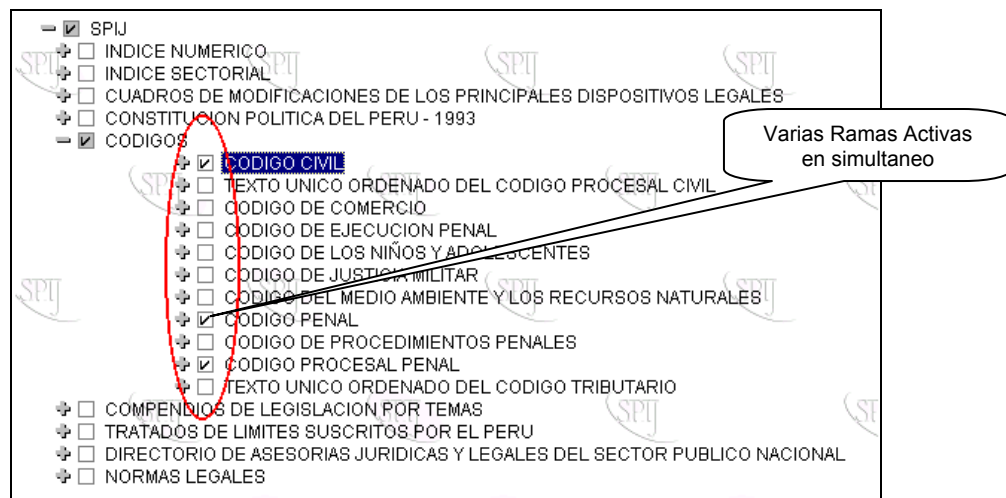 SPIJ
INDICE NUMERICO
INDICE SECTORIAL
CUADROS DE MODIFICACIONES DE LOS PRINCIPALES DISPOSITIVOS LEGALES
CONSTITUCION POLITICA DEL PERU - 1993
CODIGOS
CODIGO CIVIL
TEXTO UNICO ORDENADO DEL CODIGO PROCESAL CIVIL
CODIGO DE COMERCIO
CODIGO DE EJECUCION PENAL
CODIGO DE LOS NIÑOS Y ADOLESCENTES
CODIGO DE JUSTICIA MILITAR
CODIGO DEL MEDIO AMBIENTE Y LOS RECURSOS NATURALES
CODIGO PENAL
CODIGO DE PROCEDIMIENTOS PENALES
CODIGO PROCESAL PENAL
TEXTO UNICO ORDENADO DEL CODIGO TRIBUTARIO
COMPENDIOS DE LEGISLACION POR TEMAS
TRATADOS DE LIMITES SUSCRITOS POR EL PERU
DIRECTORIO DE ASESORIAS JURIDICAS Y LEGALES DEL SECTOR PUBLICO NACIONAL
NORMAS LEGALES
Varias Ramas Activas
en simultaneo